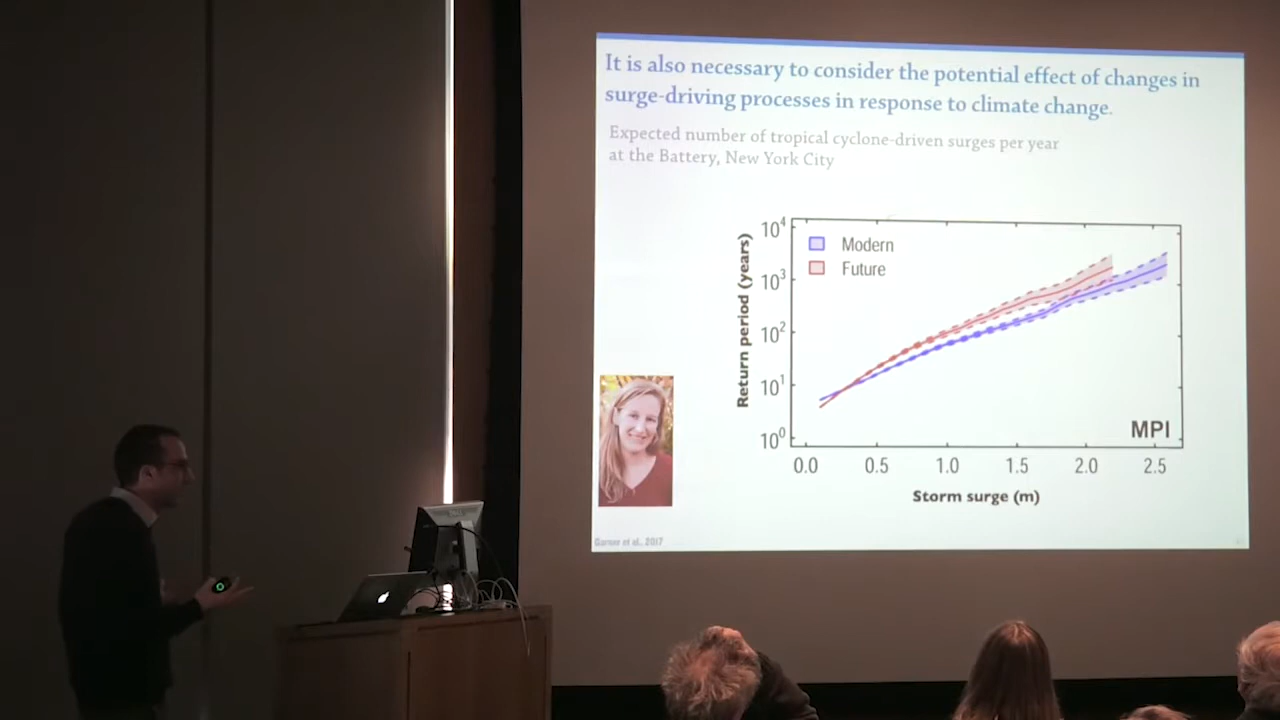 It is also necessary to consider the potential effect of changes in
surge-driving processes in response to climate change.
Expected number of tropical cyclone-driven surges per year
at the Battery, New York City
Return period (years)
10⁴
10³
10²
10¹
10⁰
Modern
Future
MPI
0.0 0.5 1.0 1.5 2.0 2.5
Storm surge (m)
et al., 2017